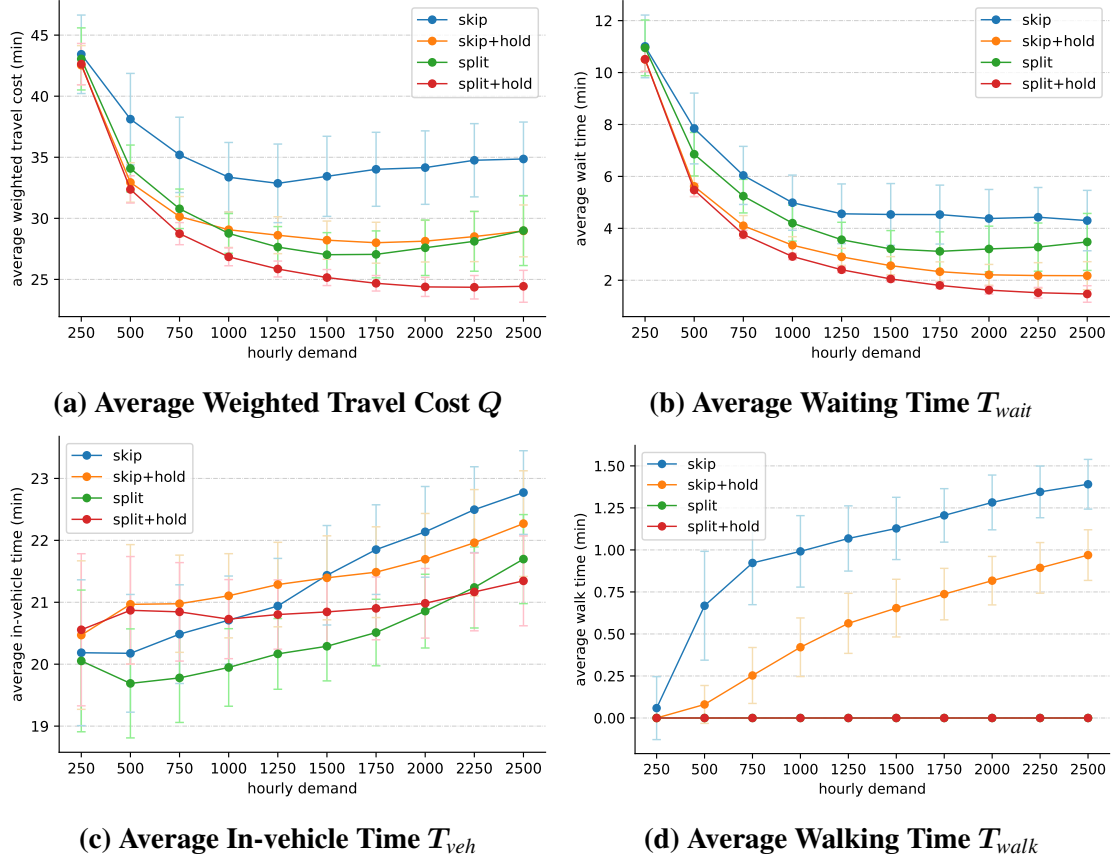 average weighted travel cost (min)
45
40
35
30
25
skip
skip+hold
split
split+hold
250 500 750 1000 1250 1500 1750 2000 2250 2500
hourly demand
(a) Average Weighted Travel Cost Q
average wait time (min)
12
10
8
6
4
2
skip
skip+hold
split
split+hold
250 500 750 1000 1250 1500 1750 2000 2250 2500
hourly demand
(b) Average Waiting Time T_wait
average in-vehicle time (min)
23
22
21
20
19
skip
skip+hold
split
split+hold
250 500 750 1000 1250 1500 1750 2000 2250 2500
hourly demand
(c) Average In-vehicle Time T_veh
average walk time (min)
1.50
1.25
1.00
0.75
0.50
0.25
0.00
skip
skip+hold
split
split+hold
250 500 750 1000 1250 1500 1750 2000 2250 2500
hourly demand
(d) Average Walking Time T_walk